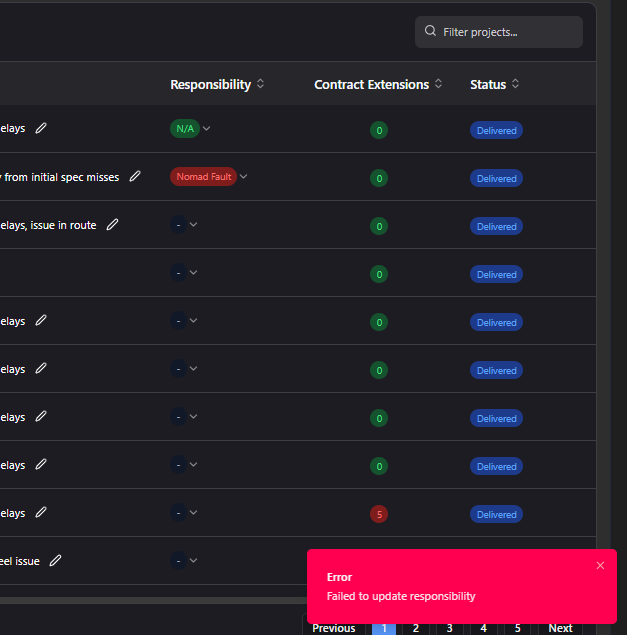 Filter projects...
Responsibility Contract Extensions Status
elays N/A 0 Delivered
from initial spec misses Nomad Fault 0 Delivered
elays, issue in route - 0 Delivered
- 0 Delivered
elays - 0 Delivered
elays - 0 Delivered
elays - 0 Delivered
elays - 0 Delivered
elays - 5 Delivered
eel issue -
Error
Failed to update responsibility
Previous 1 2 3 4 5 Next